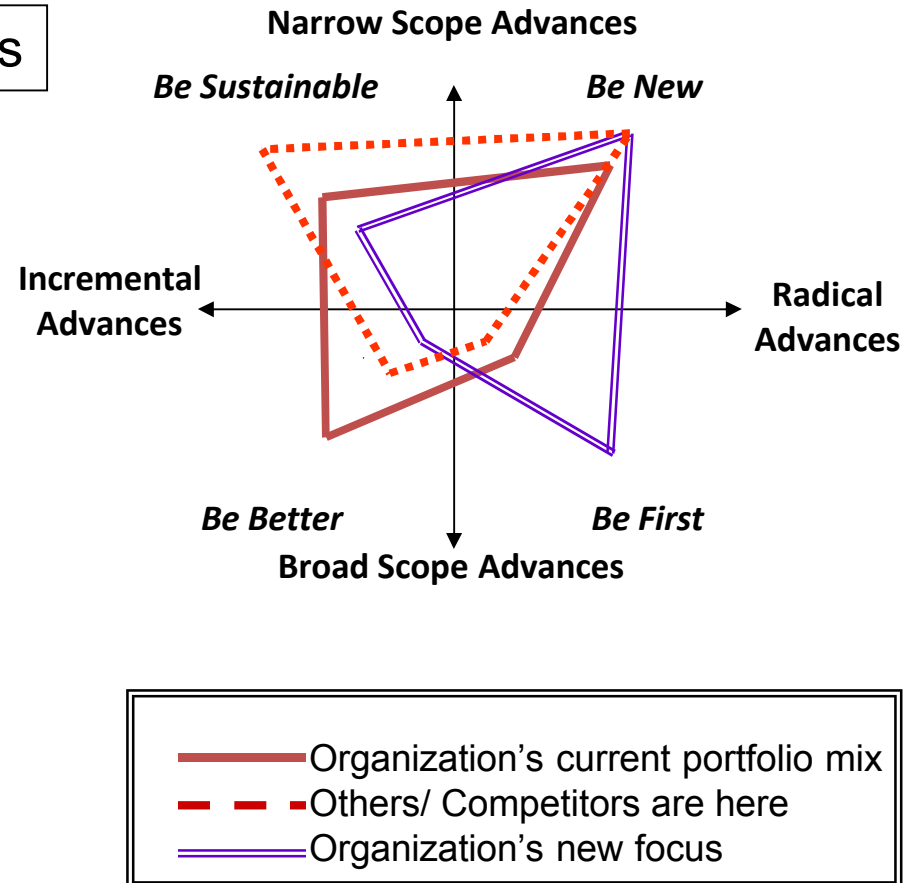 s
Narrow Scope Advances
Be Sustainable
Be New
Incremental
Advances
Radical
Advances
Be Better
Be First
Broad Scope Advances
Organization’s current portfolio mix
Others/ Competitors are here
Organization’s new focus